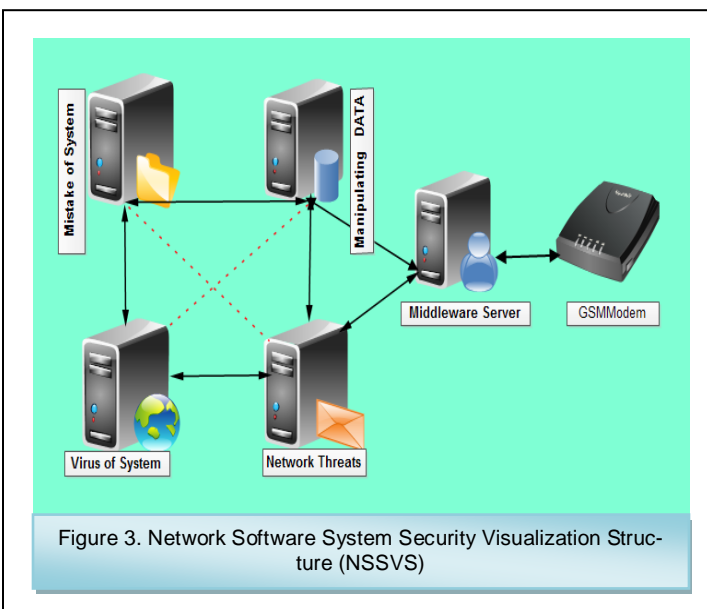 Mistake of System
Manipulating DATA
Middleware Server
GSMModem
Virus of System
Network Threats
Figure 3. Network Software System Security Visualization Struc-
ture (NSSVS)